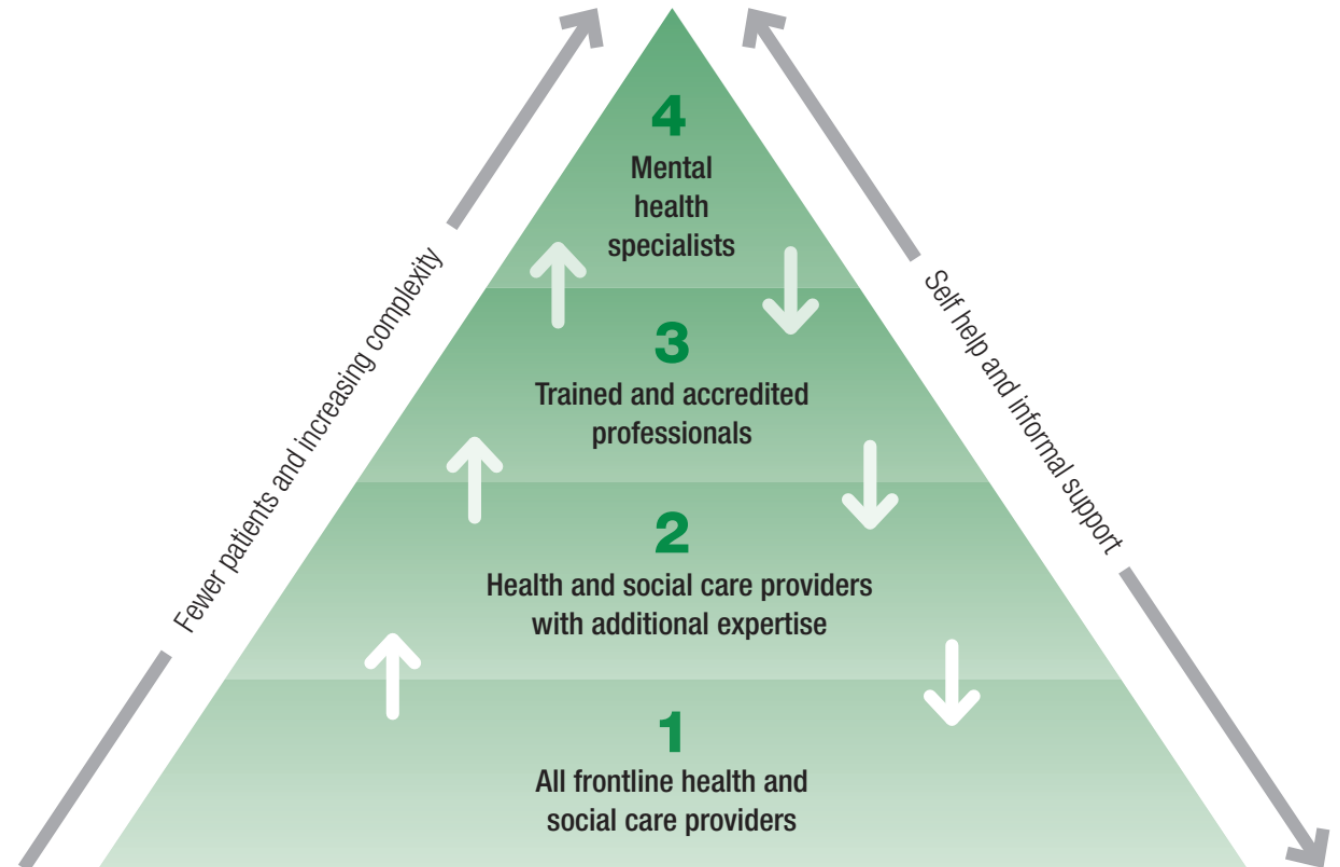 4
Mental
health
specialists
3
Trained and accredited
professionals
2
Health and social care providers
with additional expertise
1
All frontline health and
social care providers
Fewer patients and increasing complexity
Self help and informal support